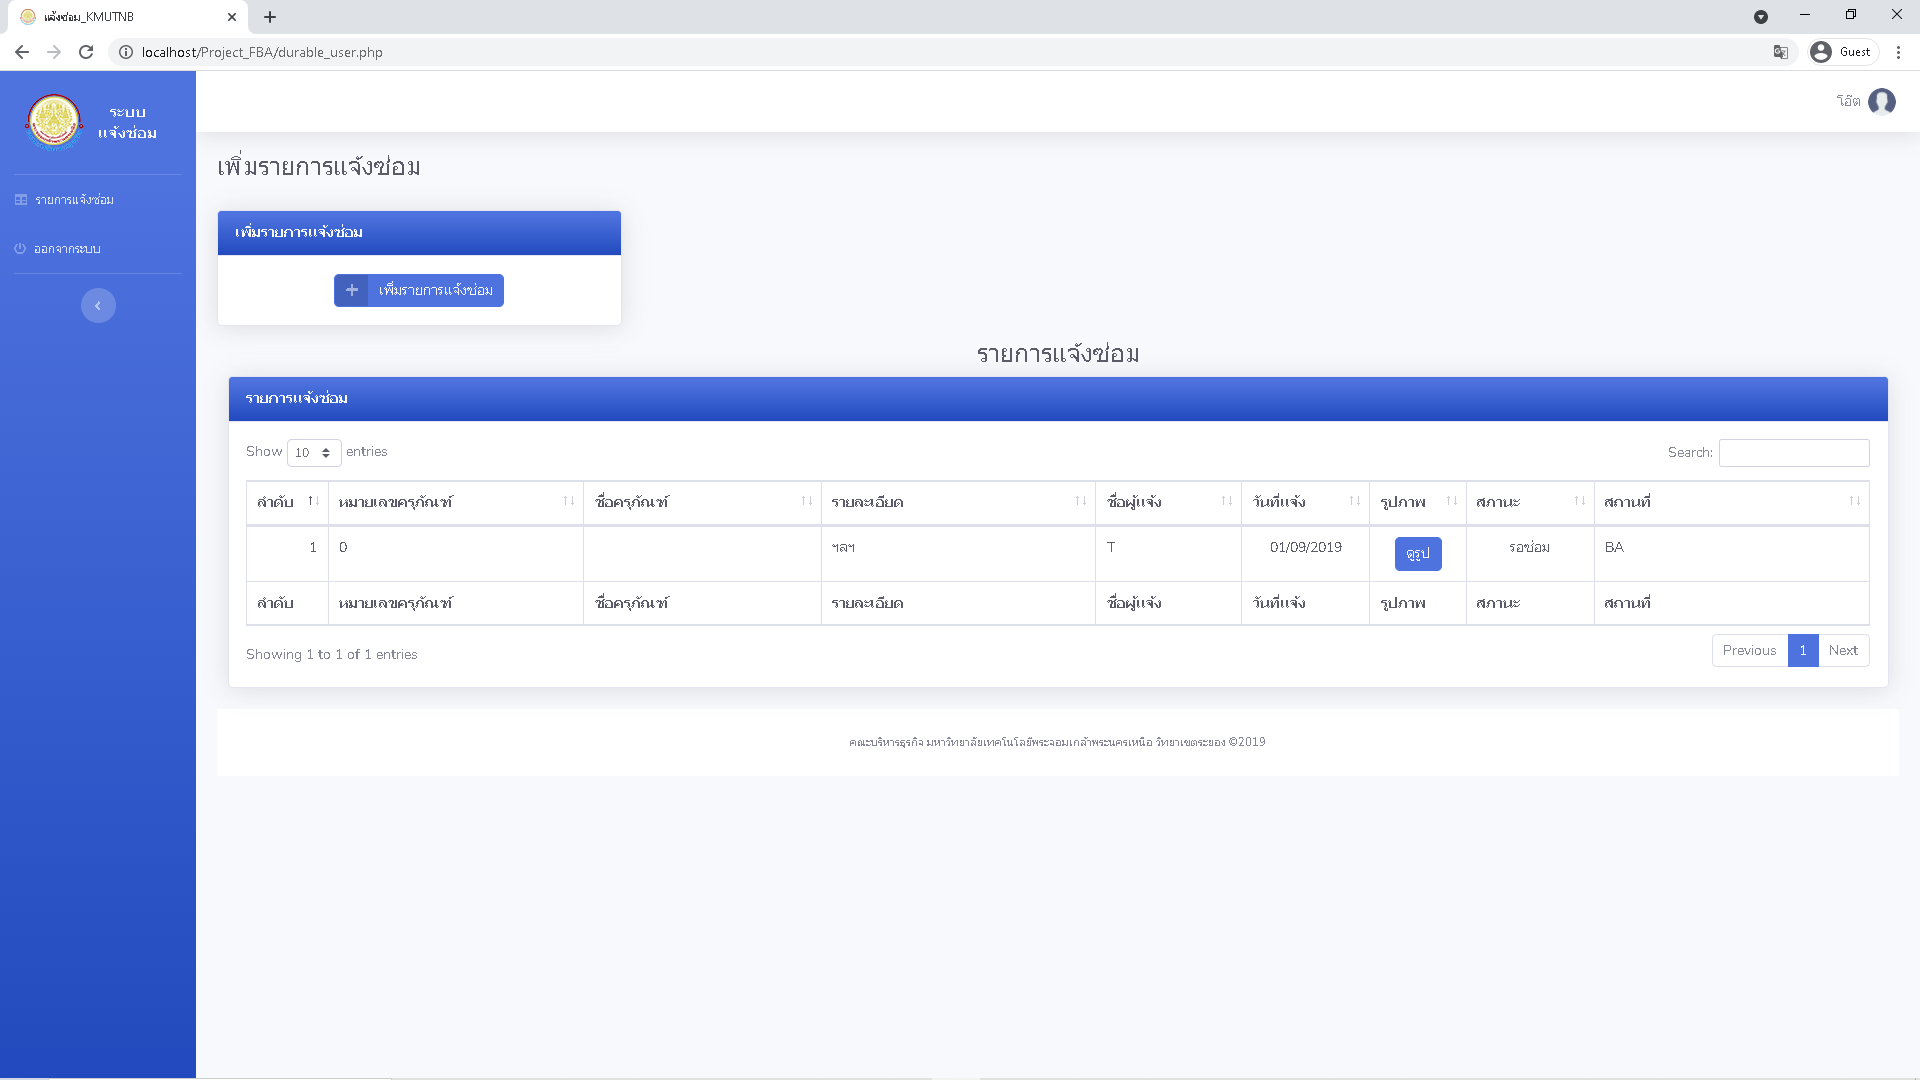 แจ้งซ่อม_KMUTNB
localhost/Project_FBA/durable_user.php
Guest
ระบบ
แจ้งซ่อม
โอ๊ต
รายการแจ้งซ่อม
ออกจากระบบ
เพิ่มรายการแจ้งซ่อม
เพิ่มรายการแจ้งซ่อม
เพิ่มรายการแจ้งซ่อม
รายการแจ้งซ่อม
รายการแจ้งซ่อม
Show 10 entries
Search:
ลำดับ หมายเลขครุภัณฑ์ ชื่อครุภัณฑ์ รายละเอียด ชื่อผู้แจ้ง วันที่แจ้ง รูปภาพ สถานะ สถานที่
1 0 ฯลฯ T 01/09/2019 ดูรูป รอซ่อม BA
ลำดับ หมายเลขครุภัณฑ์ ชื่อครุภัณฑ์ รายละเอียด ชื่อผู้แจ้ง วันที่แจ้ง รูปภาพ สถานะ สถานที่
Showing 1 to 1 of 1 entries
Previous 1 Next
คณะบริหารธุรกิจ มหาวิทยาลัยเทคโนโลยีพระจอมเกล้าพระนครเหนือ วิทยาเขตระยอง ©2019